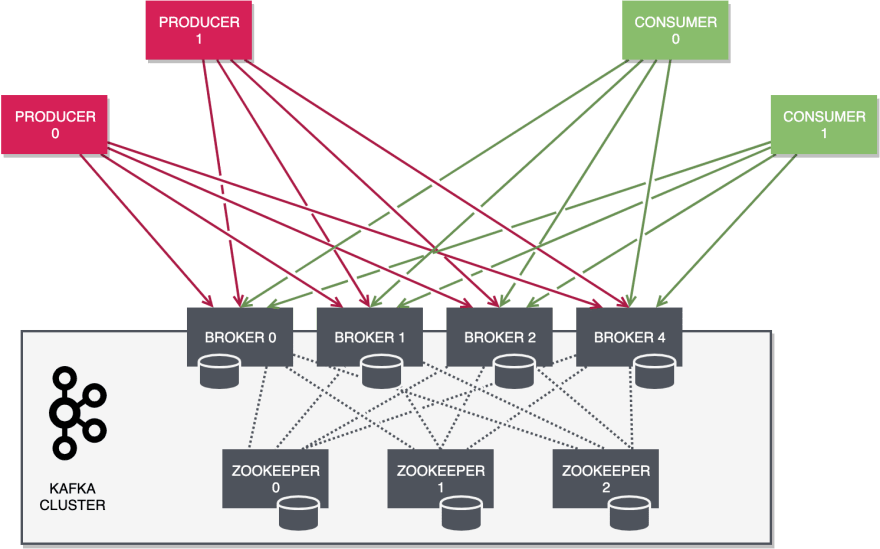 PRODUCER
1
CONSUMER
0
PRODUCER
0
CONSUMER
1
BROKER 0
BROKER 1
BROKER 2
BROKER 4
ZOOKEEPER
0
ZOOKEEPER
1
ZOOKEEPER
2
KAFKA
CLUSTER